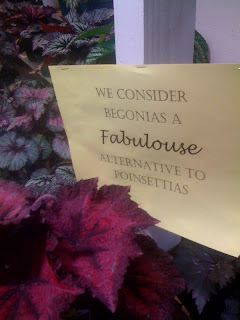 WE CONSIDER
BEGONIAS A
Fabulouse
ALTERNATIVE TO
POINSETTIAS